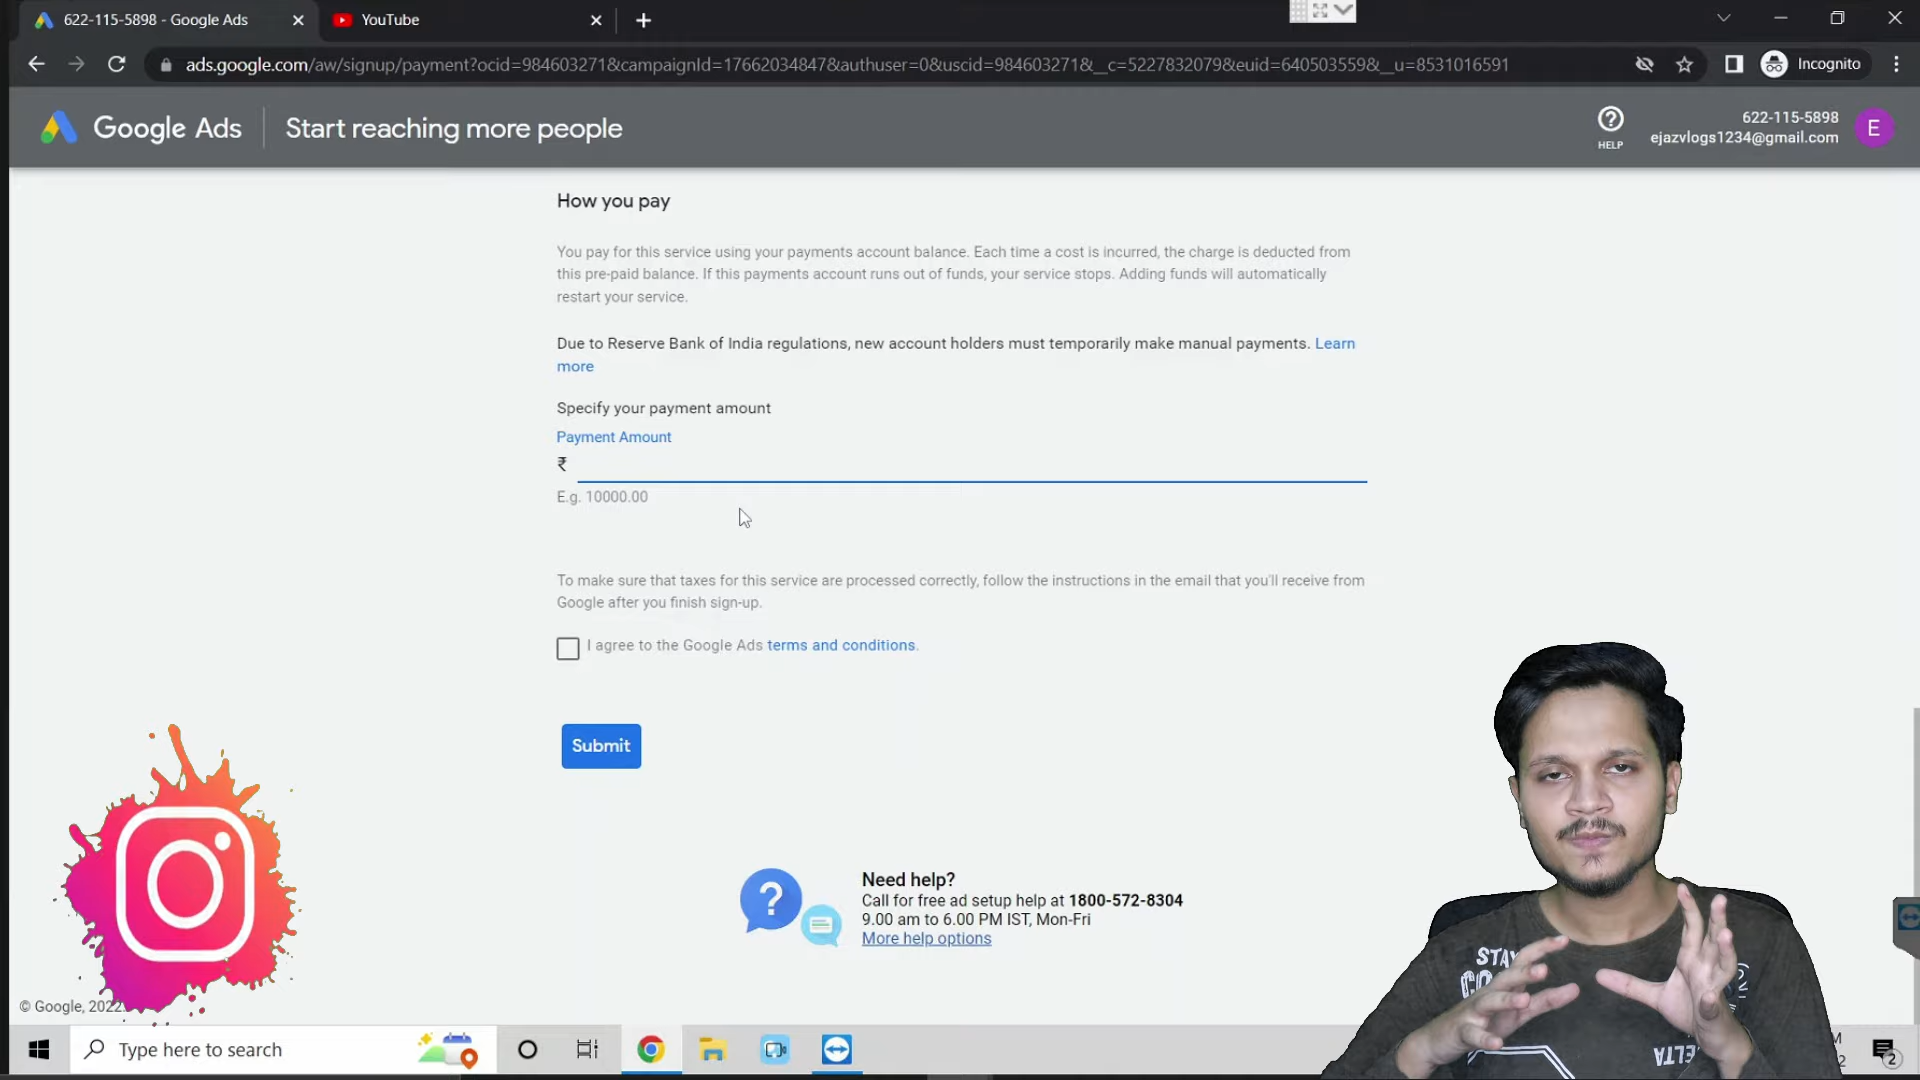 622-115-5898 - Google Ads
YouTube
ads.google.com/aw/signup/payment?ocid=984603271&campaignId=17662034847&authuser=0&uscid=984603271&__c=5227832079&euid=640503559&__u=8531016591
Incognito
Google Ads
Start reaching more people
HELP
622-115-5898
ejazvlogs1234@gmail.com
E
How you pay
You pay for this service using your payments account balance. Each time a cost is incurred, the charge is deducted from
this pre-paid balance. If this payments account runs out of funds, your service stops. Adding funds will automatically
restart your service.
Due to Reserve Bank of India regulations, new account holders must temporarily make manual payments. Learn
more
Specify your payment amount
Payment Amount
₹
E.g. 10000.00
To make sure that taxes for this service are processed correctly, follow the instructions in the email that you'll receive from
Google after you finish sign-up.
I agree to the Google Ads terms and conditions.
Submit
Need help?
Call for free ad setup help at 1800-572-8304
9.00 am to 6.00 PM IST, Mon-Fri
More help options
© Google, 2022.
Type here to search
2